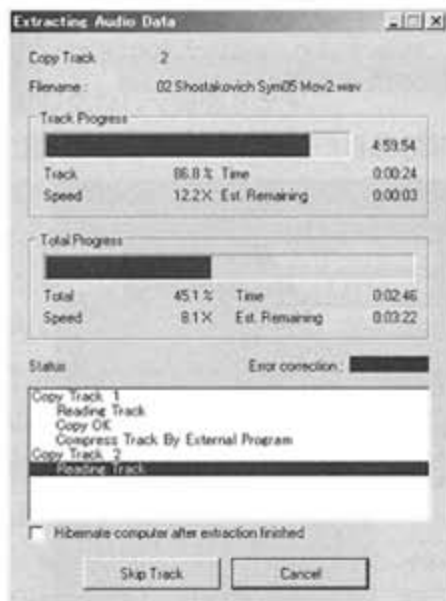 Extracting Audio Data
Copy Track 2
Filename : 02 Shostakovich Sym05 Mov2.wav
Track Progress
4:59.54
Track 86.8 % Time 0:00:24
Speed 12.2 X Est. Remaining 0:00:03
Total Progress
Total 45.1 % Time 0:02:46
Speed 8.1 X Est. Remaining 0:03:22
Status Error correction :
Copy Track 1
Reading Track
Copy OK
Compress Track By External Program
Copy Track 2
Reading Track
Hibernate computer after extraction finished
Skip Track Cancel